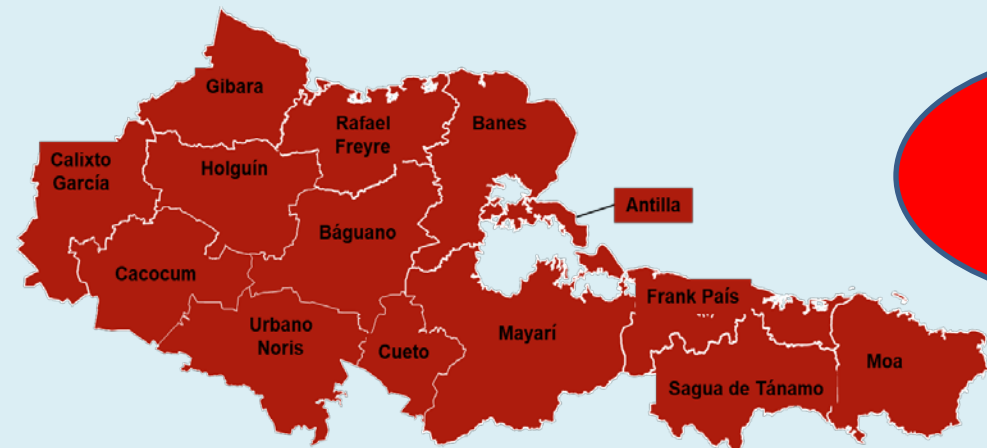 Gibara
Rafael
Freyre
Banes
Calixto
García
Holguín
Antilla
Báguano
Cacocum
Frank País
Urbano
Noris
Cueto
Mayarí
Moa
Sagua de Tánamo